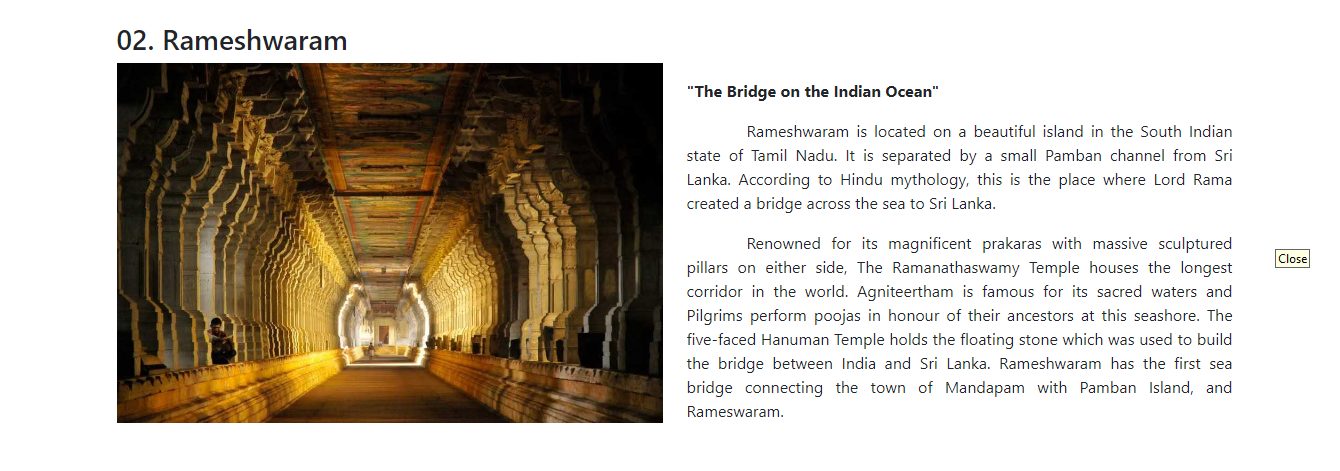 02. Rameshwaram
"The Bridge on the Indian Ocean"
Rameshwaram is located on a beautiful island in the South Indian
state of Tamil Nadu. It is separated by a small Pamban channel from Sri
Lanka. According to Hindu mythology, this is the place where Lord Rama
created a bridge across the sea to Sri Lanka.
Renowned for its magnificent prakaras with massive sculptured
pillars on either side, The Ramanathaswamy Temple houses the longest
corridor in the world. Agniteertham is famous for its sacred waters and
Pilgrims perform poojas in honour of their ancestors at this seashore. The
five-faced Hanuman Temple holds the floating stone which was used to build
the bridge between India and Sri Lanka. Rameshwaram has the first sea
bridge connecting the town of Mandapam with Pamban Island, and
Rameswaram.
Close